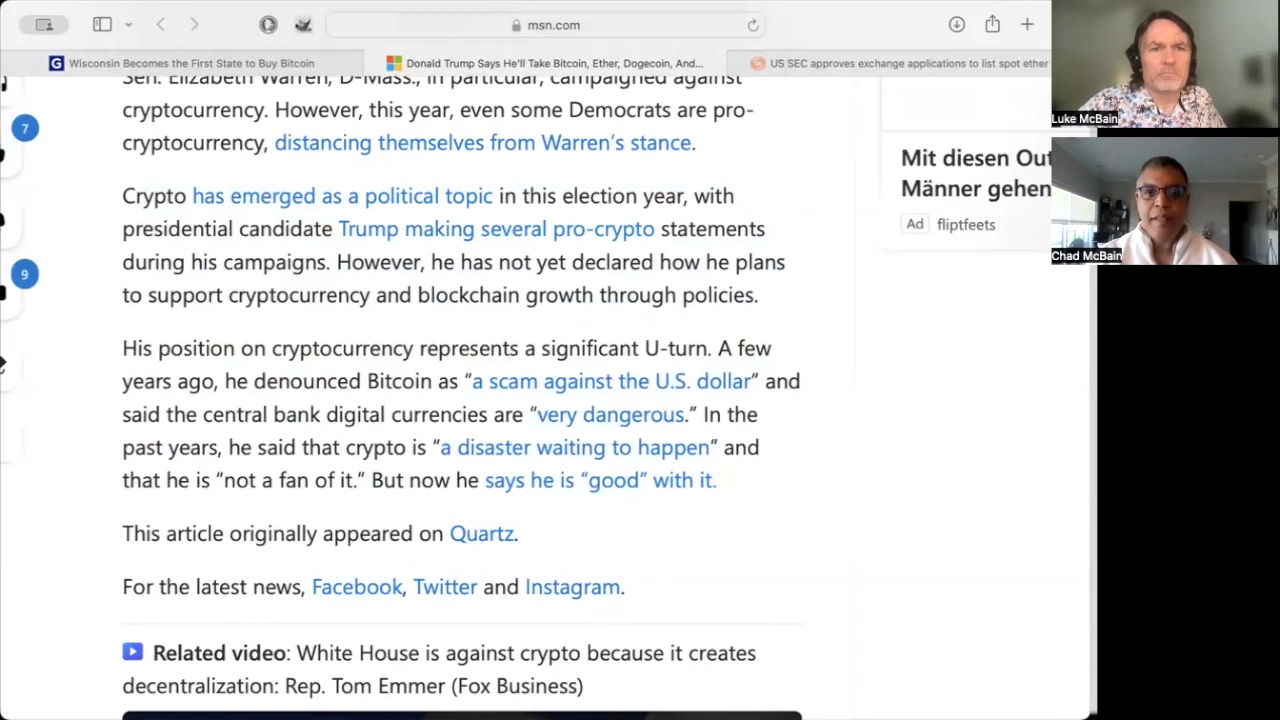 msn.com
Wisconsin Becomes the First State to Buy Bitcoin
Donald Trump Says He'll Take Bitcoin, Ether, Dogecoin, And...
US SEC approves exchange applications to list spot ether
Sen. Elizabeth Warren, D-Mass., in particular, campaigned against
cryptocurrency. However, this year, even some Democrats are pro-
cryptocurrency, distancing themselves from Warren's stance.
Crypto has emerged as a political topic in this election year, with
presidential candidate Trump making several pro-crypto statements
during his campaigns. However, he has not yet declared how he plans
to support cryptocurrency and blockchain growth through policies.
His position on cryptocurrency represents a significant U-turn. A few
years ago, he denounced Bitcoin as “a scam against the U.S. dollar” and
said the central bank digital currencies are “very dangerous.” In the
past years, he said that crypto is “a disaster waiting to happen” and
that he is “not a fan of it.” But now he says he is “good” with it.
This article originally appeared on Quartz.
For the latest news, Facebook, Twitter and Instagram.
Related video: White House is against crypto because it creates
decentralization: Rep. Tom Emmer (Fox Business)
7
9
Mit diesen Out
Männer gehen
Ad fliptfeets
Luke McBain
Chad McBain